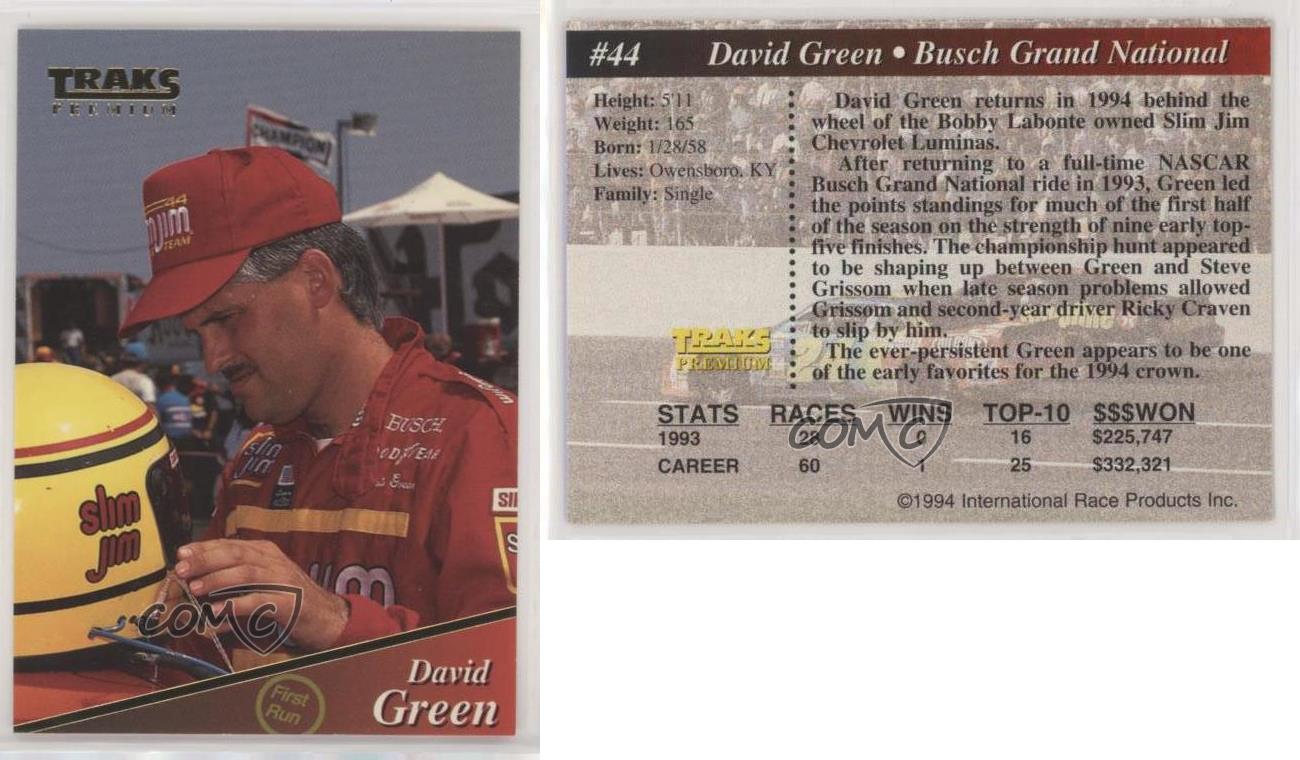 TRAKS
PREMIUM
CHAMPION
44
slim jim
TEAM
BUSCH
GOODYEAR
slim
jim
slim
jim
COMC
First
Run
David
Green
#44 David Green • Busch Grand National
Height: 5'11
Weight: 165
Born: 1/28/58
Lives: Owensboro, KY
Family: Single
David Green returns in 1994 behind the
wheel of the Bobby Labonte owned Slim Jim
Chevrolet Luminas.
After returning to a full-time NASCAR
Busch Grand National ride in 1993, Green led
the points standings for much of the first half
of the season on the strength of nine early top-
five finishes. The championship hunt appeared
to be shaping up between Green and Steve
Grissom when late season problems allowed
Grissom and second-year driver Ricky Craven
to slip by him.
The ever-persistent Green appears to be one
of the early favorites for the 1994 crown.
TRAKS
PREMIUM
STATS RACES WINS TOP-10 $$$WON
1993 28 0 16 $225,747
CAREER 60 1 25 $332,321
COMC
©1994 International Race Products Inc.